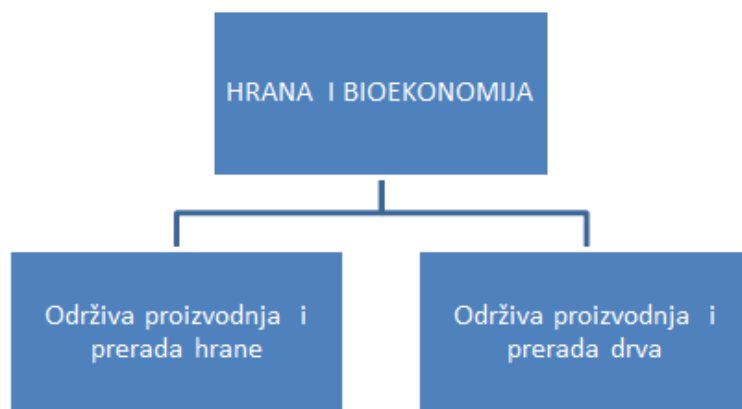 HRANA I BIOEKONOMIJA
Održiva proizvodnja i
prerada hrane
Održiva proizvodnja i
prerada drva